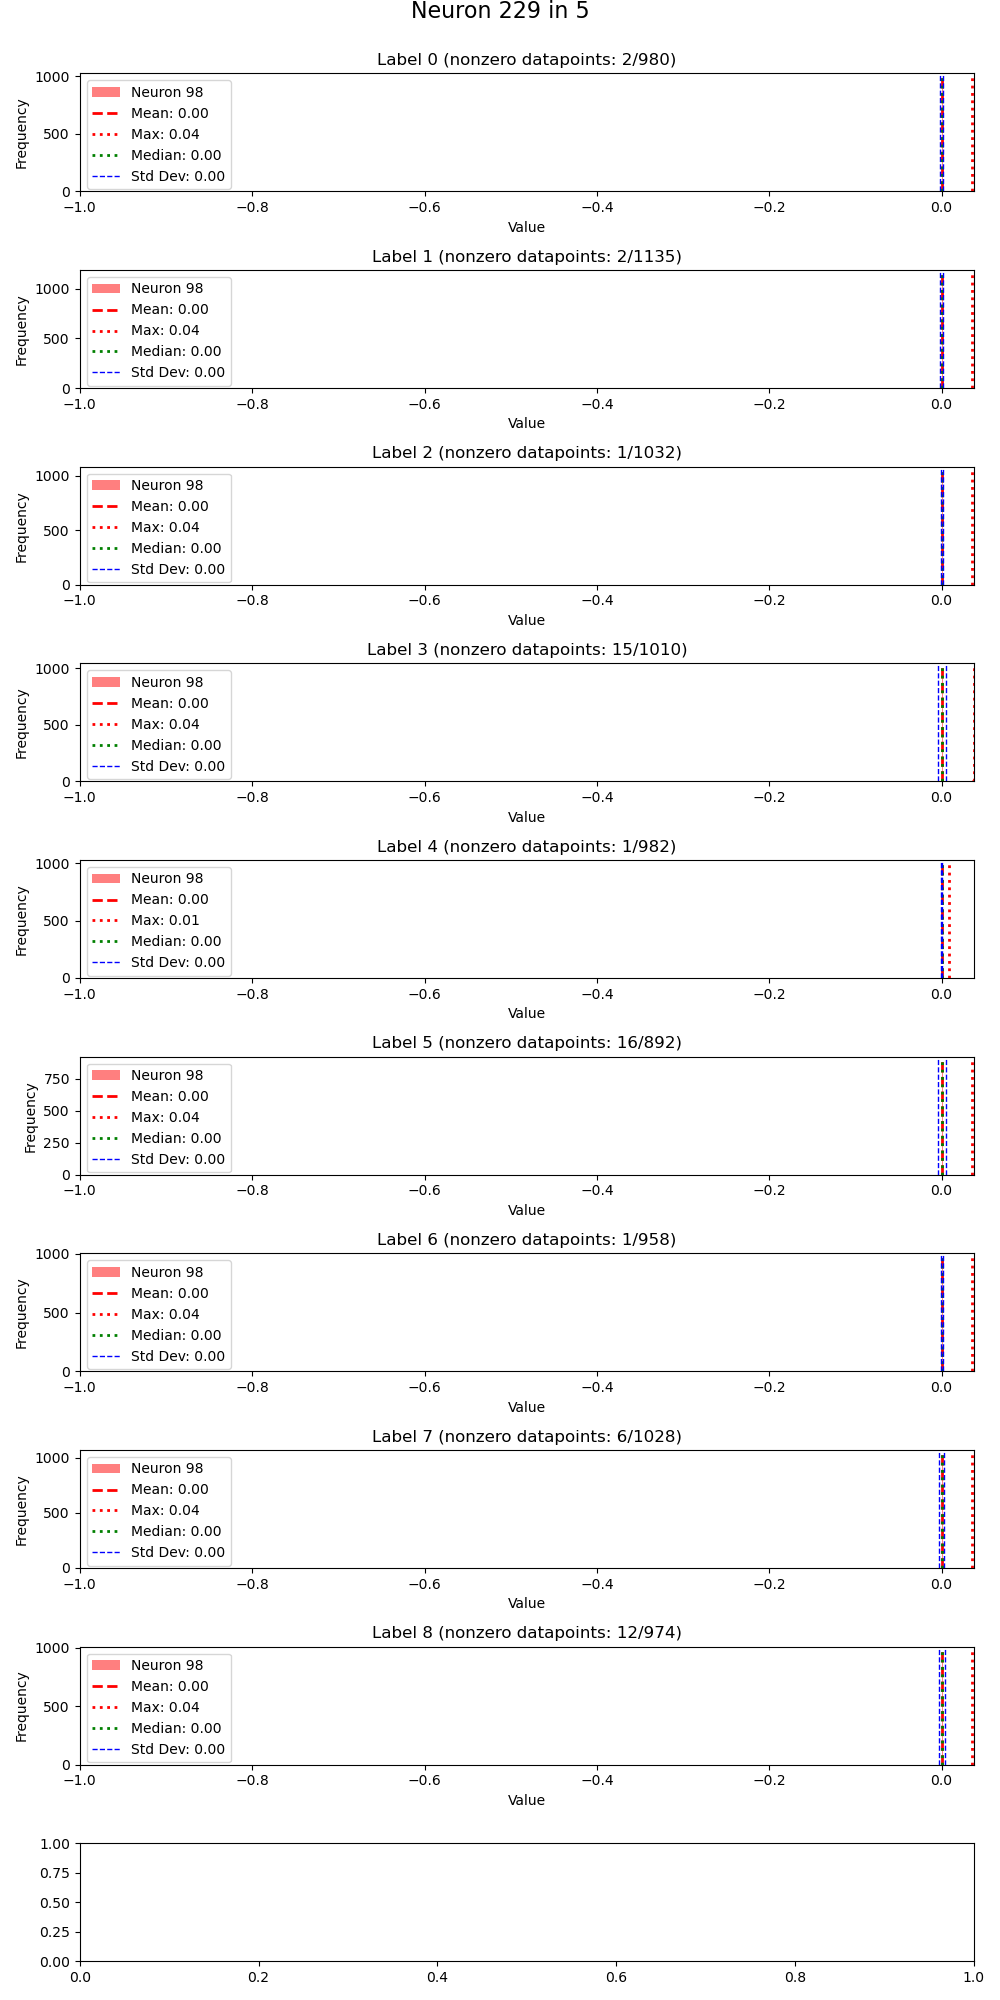 Neuron 229 in 5
Label 0 (nonzero datapoints: 2/980)
1000
500
0
Frequency
Neuron 98
Mean: 0.00
Max: 0.04
Median: 0.00
Std Dev: 0.00
−1.0 −0.8 −0.6 −0.4 −0.2 0.0
Value
Label 1 (nonzero datapoints: 2/1135)
1000
500
0
Frequency
Neuron 98
Mean: 0.00
Max: 0.04
Median: 0.00
Std Dev: 0.00
−1.0 −0.8 −0.6 −0.4 −0.2 0.0
Value
Label 2 (nonzero datapoints: 1/1032)
1000
500
0
Frequency
Neuron 98
Mean: 0.00
Max: 0.04
Median: 0.00
Std Dev: 0.00
−1.0 −0.8 −0.6 −0.4 −0.2 0.0
Value
Label 3 (nonzero datapoints: 15/1010)
1000
500
0
Frequency
Neuron 98
Mean: 0.00
Max: 0.04
Median: 0.00
Std Dev: 0.00
−1.0 −0.8 −0.6 −0.4 −0.2 0.0
Value
Label 4 (nonzero datapoints: 1/982)
1000
500
0
Frequency
Neuron 98
Mean: 0.00
Max: 0.01
Median: 0.00
Std Dev: 0.00
−1.0 −0.8 −0.6 −0.4 −0.2 0.0
Value
Label 5 (nonzero datapoints: 16/892)
750
500
250
0
Frequency
Neuron 98
Mean: 0.00
Max: 0.04
Median: 0.00
Std Dev: 0.00
−1.0 −0.8 −0.6 −0.4 −0.2 0.0
Value
Label 6 (nonzero datapoints: 1/958)
1000
500
0
Frequency
Neuron 98
Mean: 0.00
Max: 0.04
Median: 0.00
Std Dev: 0.00
−1.0 −0.8 −0.6 −0.4 −0.2 0.0
Value
Label 7 (nonzero datapoints: 6/1028)
1000
500
0
Frequency
Neuron 98
Mean: 0.00
Max: 0.04
Median: 0.00
Std Dev: 0.00
−1.0 −0.8 −0.6 −0.4 −0.2 0.0
Value
Label 8 (nonzero datapoints: 12/974)
1000
500
0
Frequency
Neuron 98
Mean: 0.00
Max: 0.04
Median: 0.00
Std Dev: 0.00
−1.0 −0.8 −0.6 −0.4 −0.2 0.0
Value
1.00
0.75
0.50
0.25
0.00
0.0 0.2 0.4 0.6 0.8 1.0